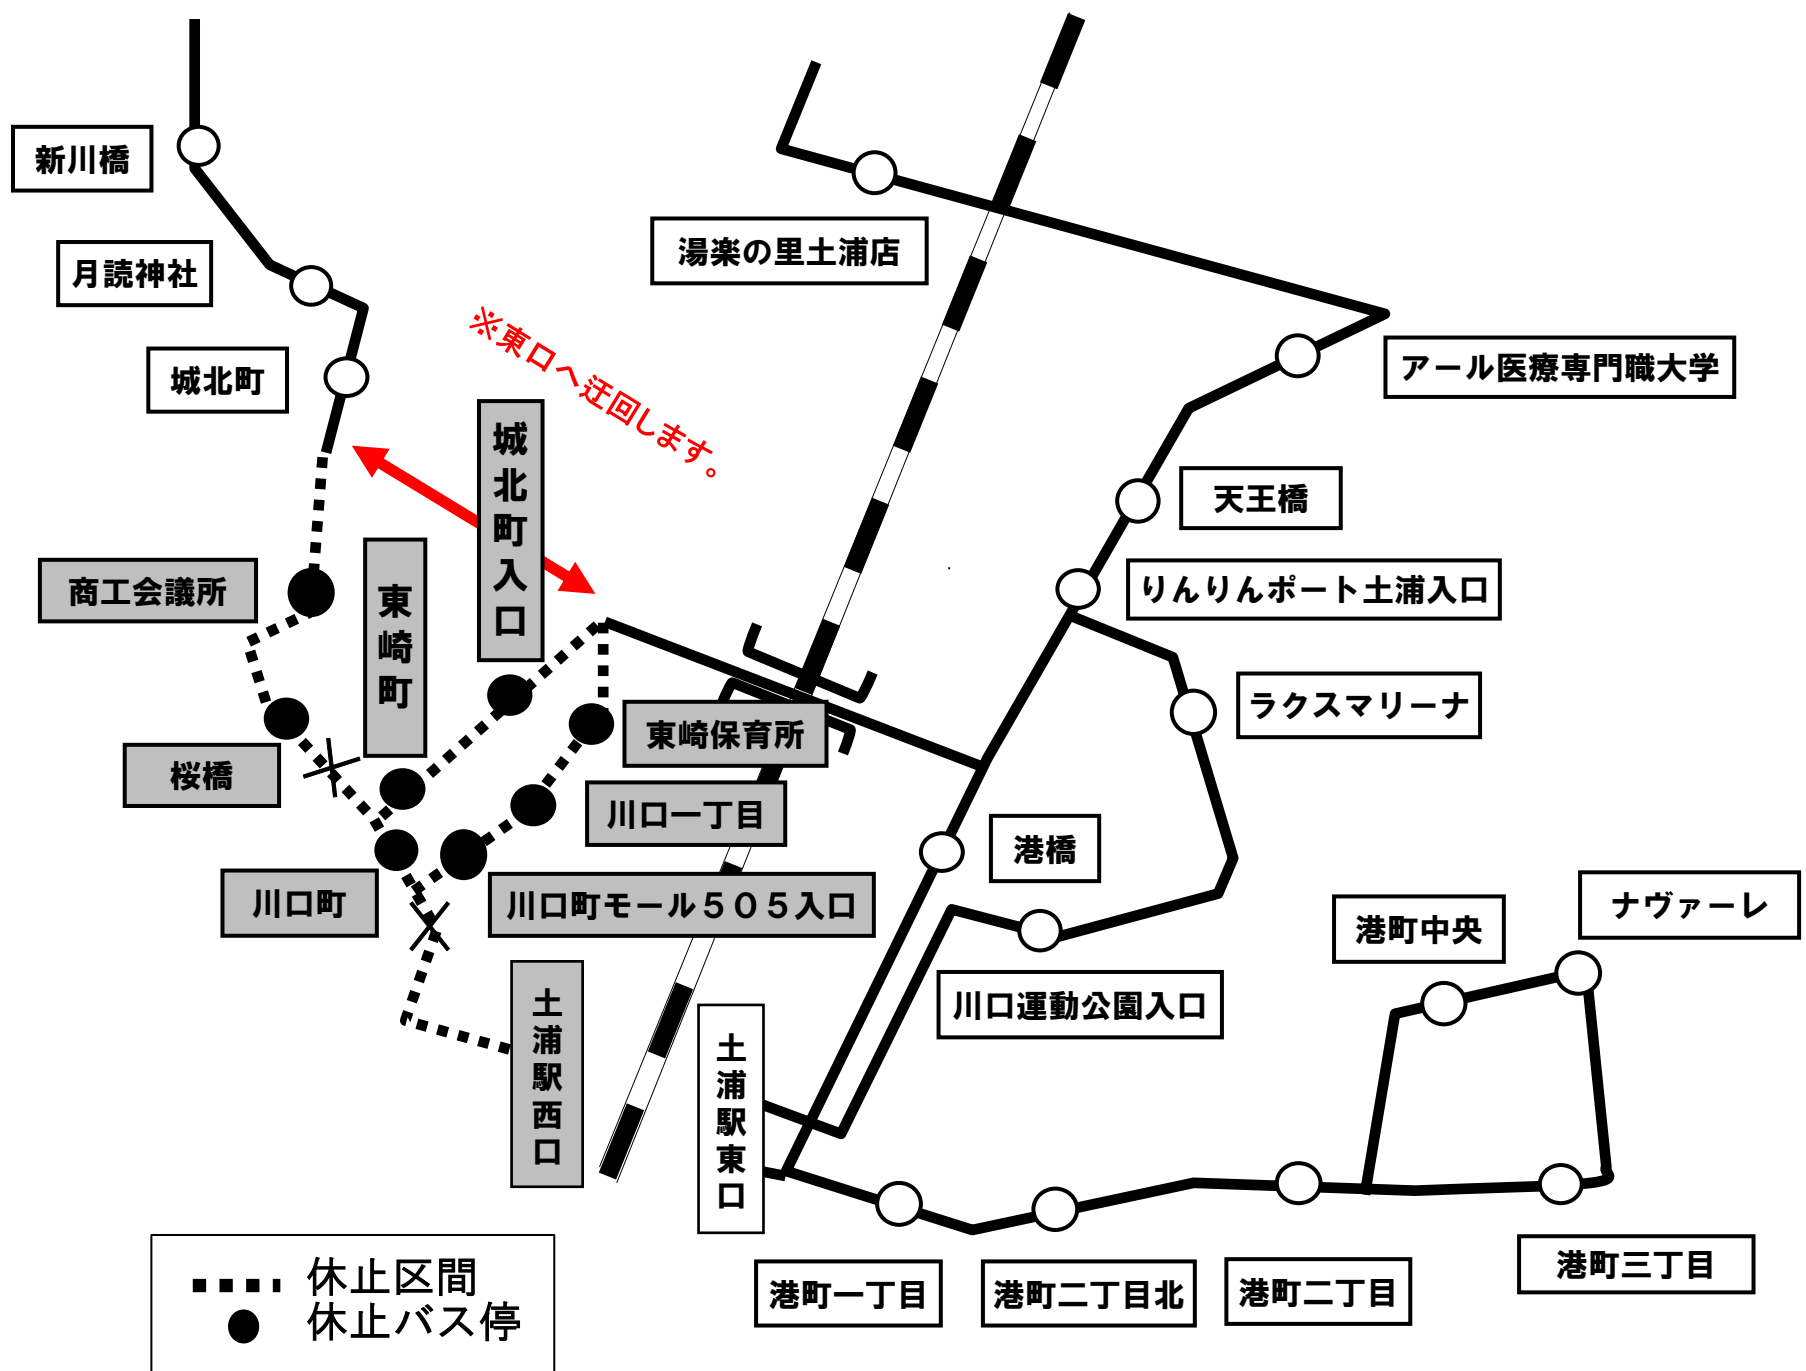 新川橋
月読神社
城北町
湯楽の里土浦店
※東口へ迂回します。
アール医療専門職大学
城北町入口
天王橋
商工会議所
東崎町
りんりんポート土浦入口
ラクスマリーナ
東崎保育所
桜橋
川口一丁目
港橋
川口町
川口町モール５０５入口
ナヴァーレ
港町中央
土浦駅西口
川口運動公園入口
土浦駅東口
港町一丁目
港町二丁目北
港町二丁目
港町三丁目
休止区間
休止バス停